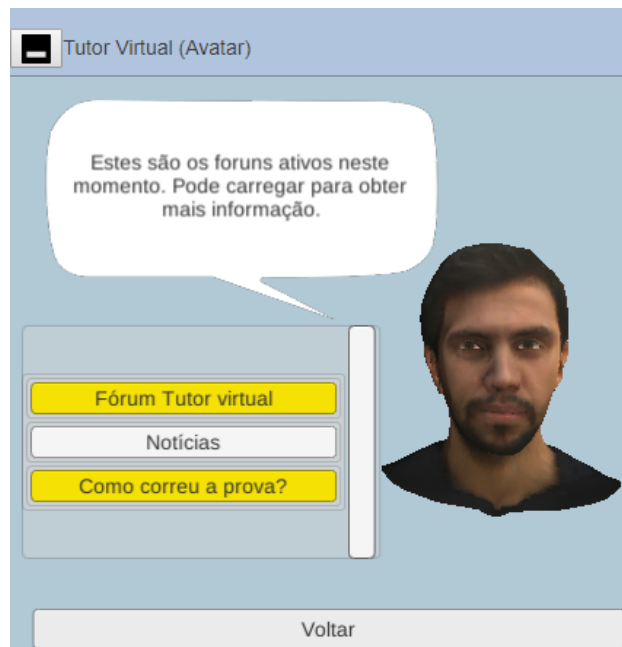 Tutor Virtual (Avatar)
Estes são os foruns ativos neste
momento. Pode carregar para obter
mais informação.
Fórum Tutor virtual
Notícias
Como correu a prova?
Voltar